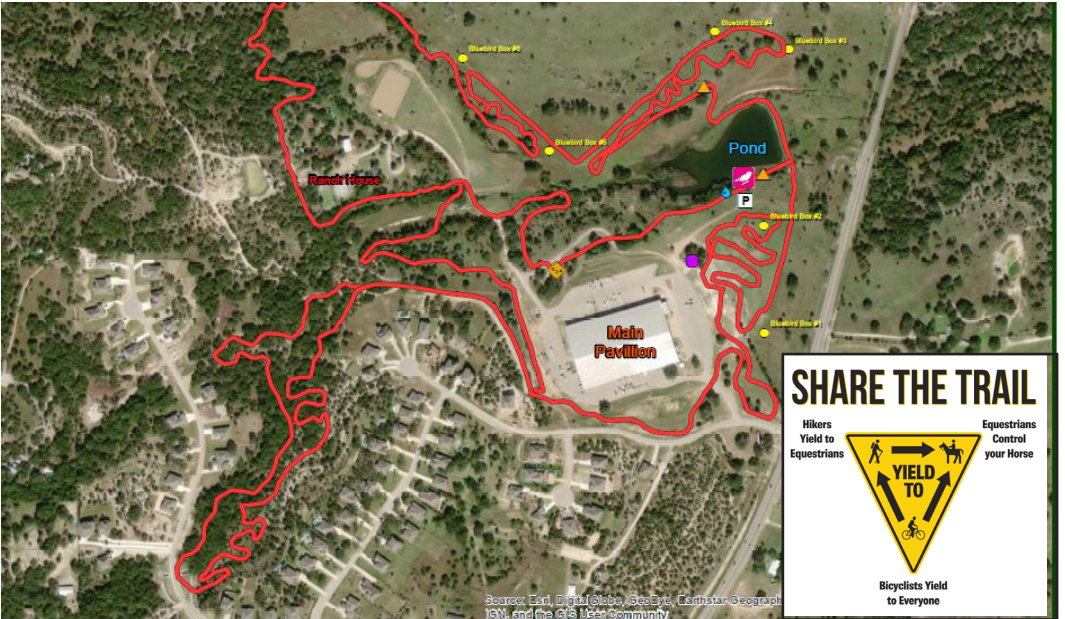 Bluebird Box #4
Bluebird Box #3
Bluebird Box #6
Bluebird Box #5
Pond
Ranch House
P
Bluebird Box #2
Main
Pavillion
Bluebird Box #1
SHARE THE TRAIL
Hikers
Yield to
Equestrians
Equestrians
Control
your Horse
YIELD
TO
Bicyclists Yield
to Everyone
Source: Esri, DigitalGlobe, GeoEye, Earthstar Geograph
IGN, and the GIS User Community